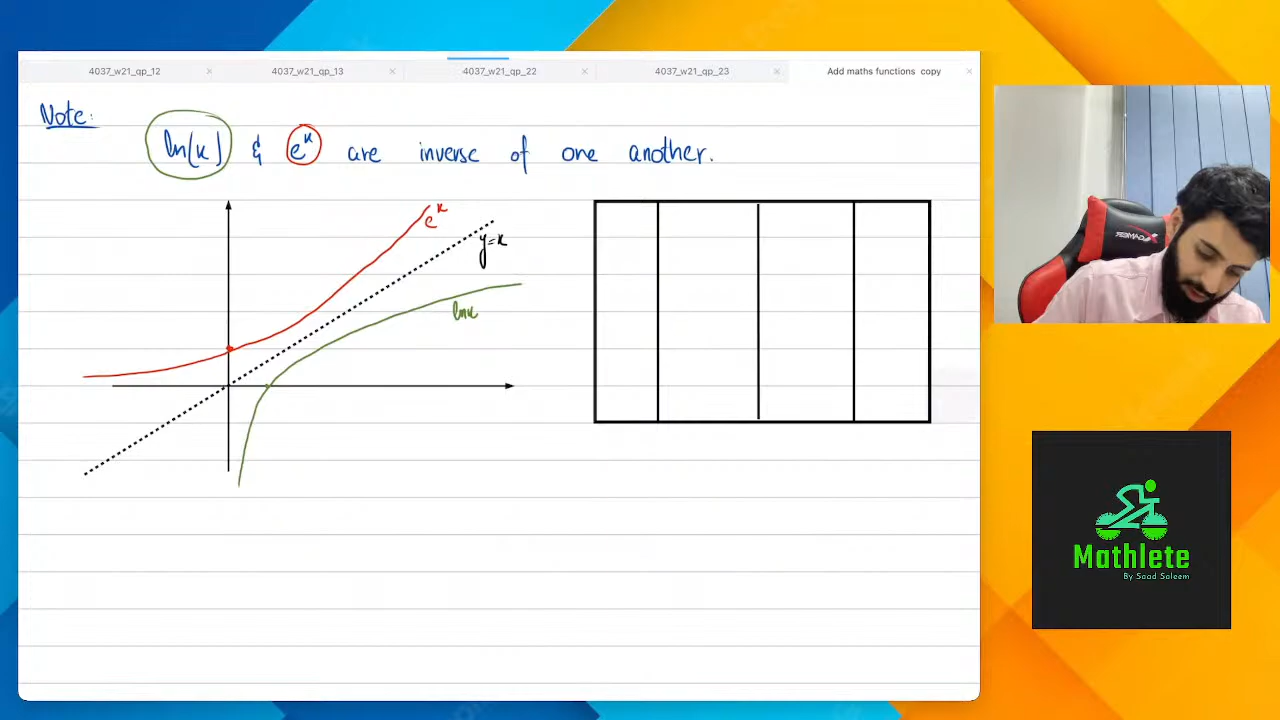 4037_w21_qp_12 × 4037_w21_qp_13 × 4037_w21_qp_22 × 4037_w21_qp_23 × Add maths functions copy ×
Note:
ln(x) & e^x are inverse of one another.
e^x
y=x
lnx
Mathlete
By Saad Saleem